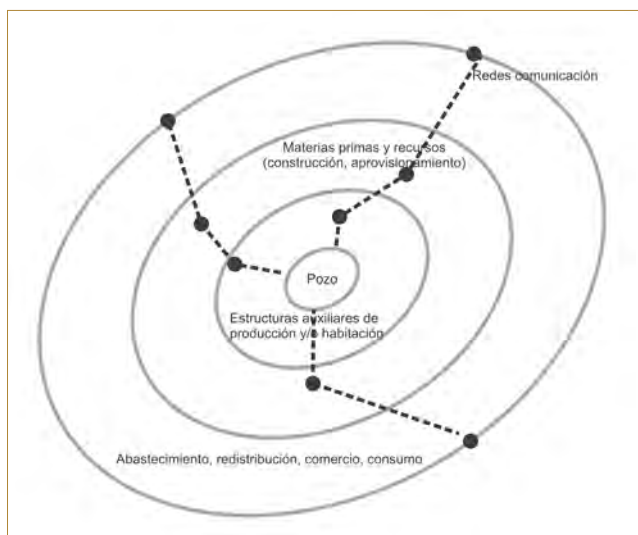 Redes comunicación
Materias primas y recursos
(construcción, aprovisionamiento)
Pozo
Estructuras auxiliares de
producción y/o habitación
Abastecimiento, redistribución, comercio, consumo